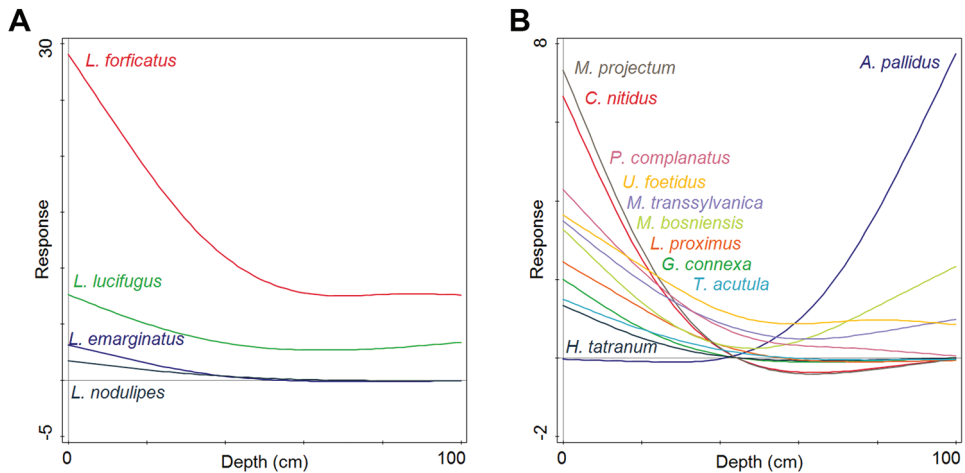 A
30
Response
L. forficatus
L. lucifugus
L. emarginatus
L. nodulipes
-5
0
Depth (cm)
100
B
8
Response
M. projectum
A. pallidus
C. nitidus
P. complanatus
U. foetidus
M. transsylvanica
M. bosniensis
L. proximus
G. connexa
T. acutula
H. tatranum
-2
0
Depth (cm)
100